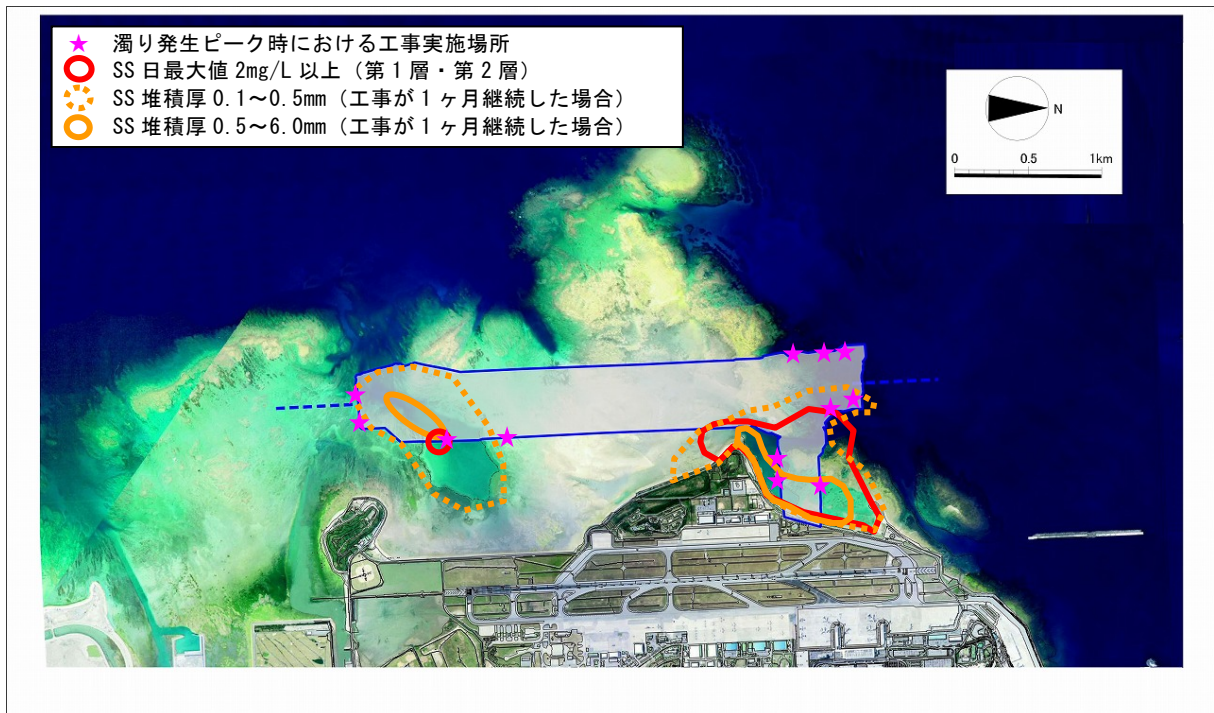 濁り発生ピーク時における工事実施場所
SS 日最大値 2mg/L 以上（第1層・第2層）
SS 堆積厚 0.1～0.5mm（工事が1ヶ月継続した場合）
SS 堆積厚 0.5～6.0mm（工事が1ヶ月継続した場合）
N
0 0.5 1km